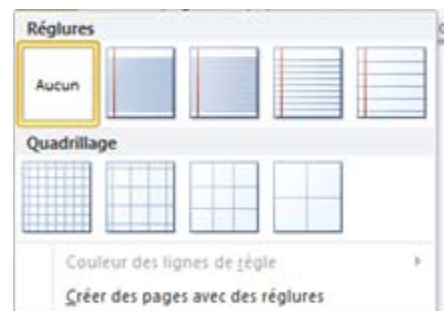 Réglures
Aucun
Quadrillage
Couleur des lignes de règle
Créer des pages avec des réglures